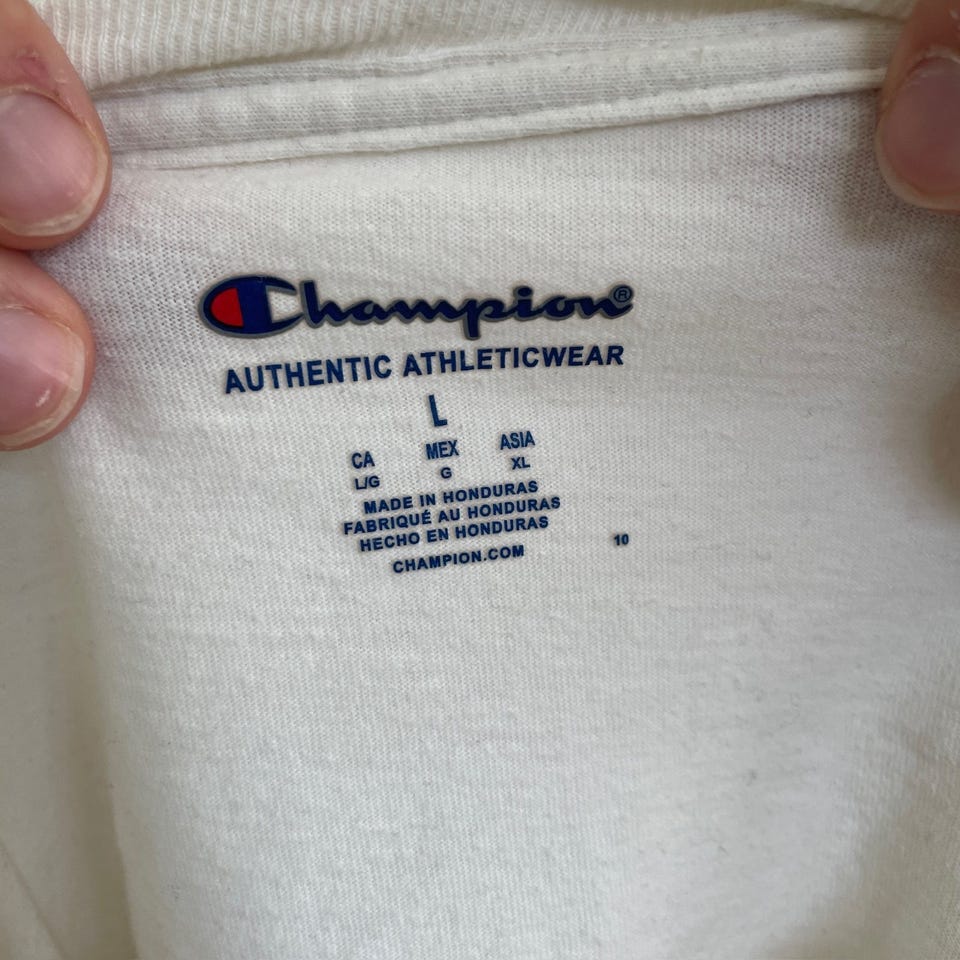 Champion®
AUTHENTIC ATHLETICWEAR
L
CA MEX ASIA
L/G G XL
MADE IN HONDURAS
FABRIQUÉ AU HONDURAS
HECHO EN HONDURAS
CHAMPION.COM
10